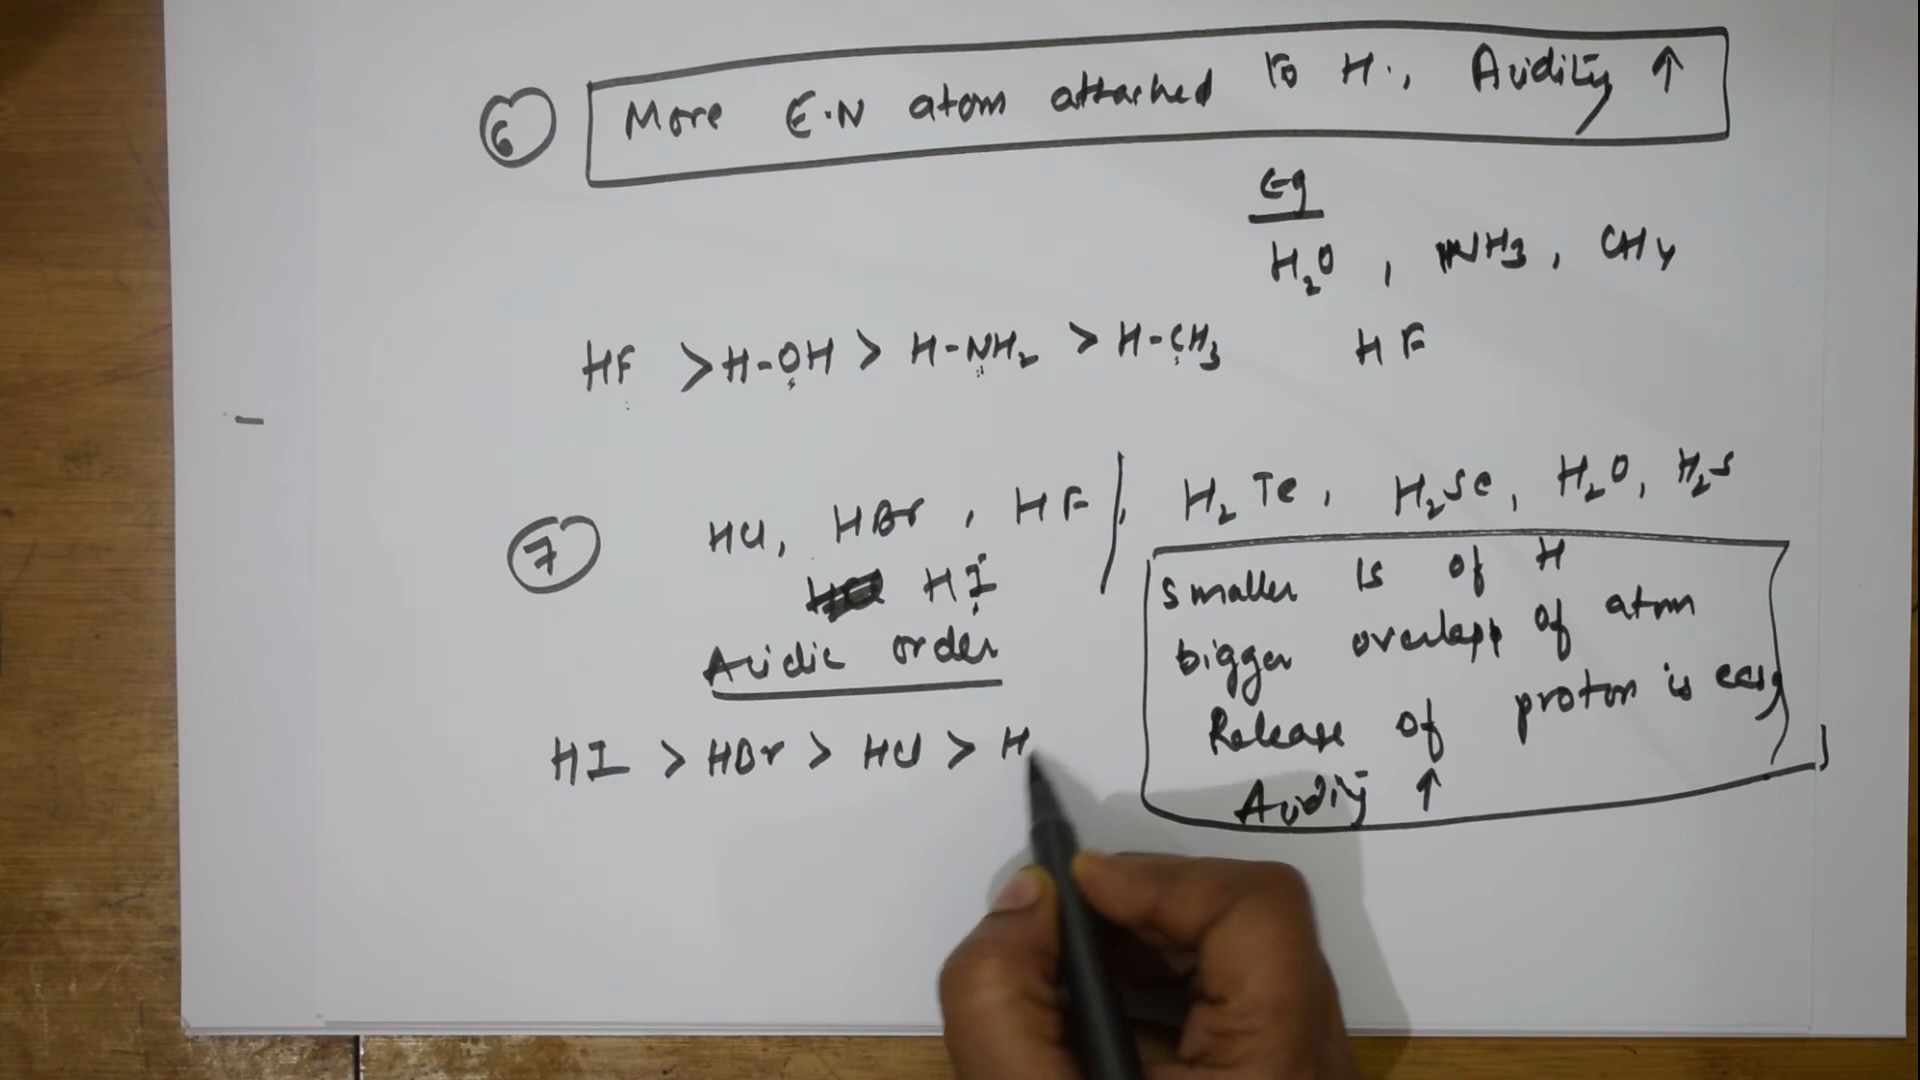 6 More E.N atom attached to H., Acidity ↑
Eg
H2O, NH3, CH4
HF > H-OH > H-NH2 > H-CH3
HF
7 HCl, HBr, HF, H2Te, H2Se, H2O, H2S
HI
Acidic order
HI > HBr > HCl > H
Smaller 1s of H
bigger overlapp of atom
Release of proton is easy
Acidity ↑